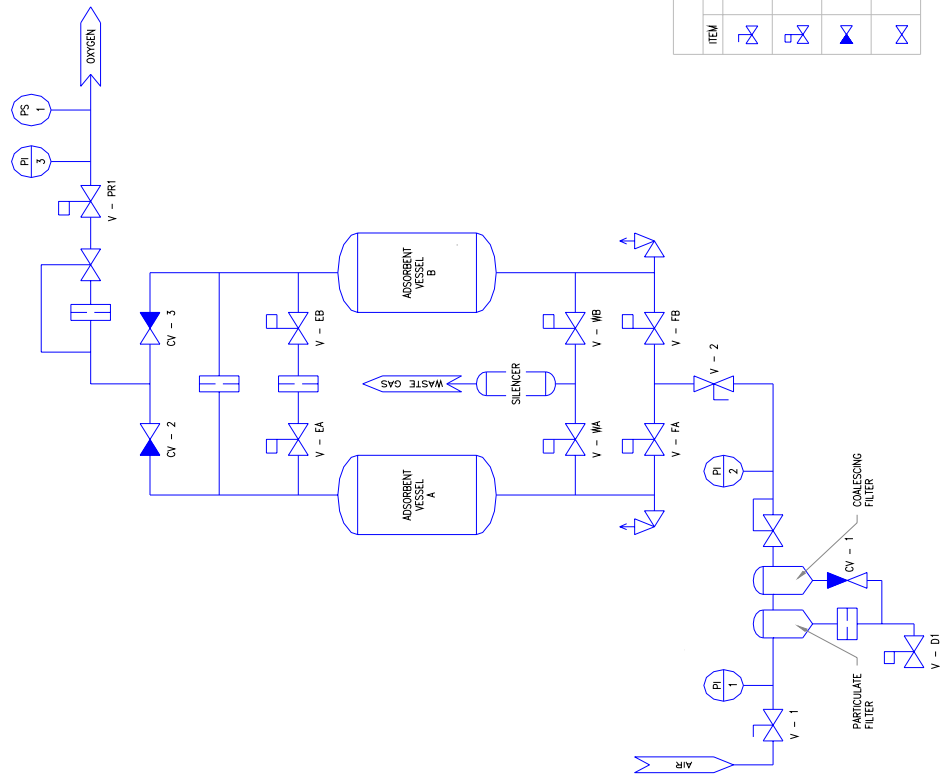 OXYGEN
PS
1
PI
3
V - PR1
ITEM
CV - 3
CV - 2
ADSORBENT
VESSEL
B
V - EB
V - EA
WASTE GAS
SILENCER
V - WB
V - WA
V - FB
V - FA
ADSORBENT
VESSEL
A
V - 2
PI
2
COALESCING
FILTER
CV - 1
PI
1
V - 1
PARTICULATE
FILTER
V - D1
AIR